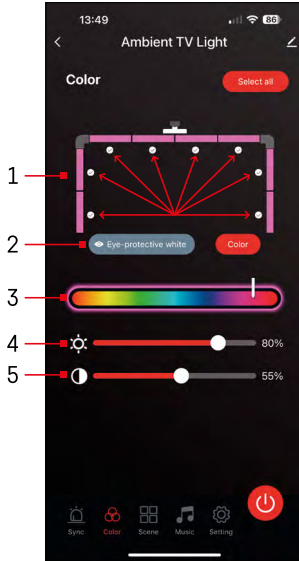 13:49 86
Ambient TV Light
Color Select all
1
2 Eye-protective white Color
3
4 80%
5 55%
Sync Color Scene Music Setting